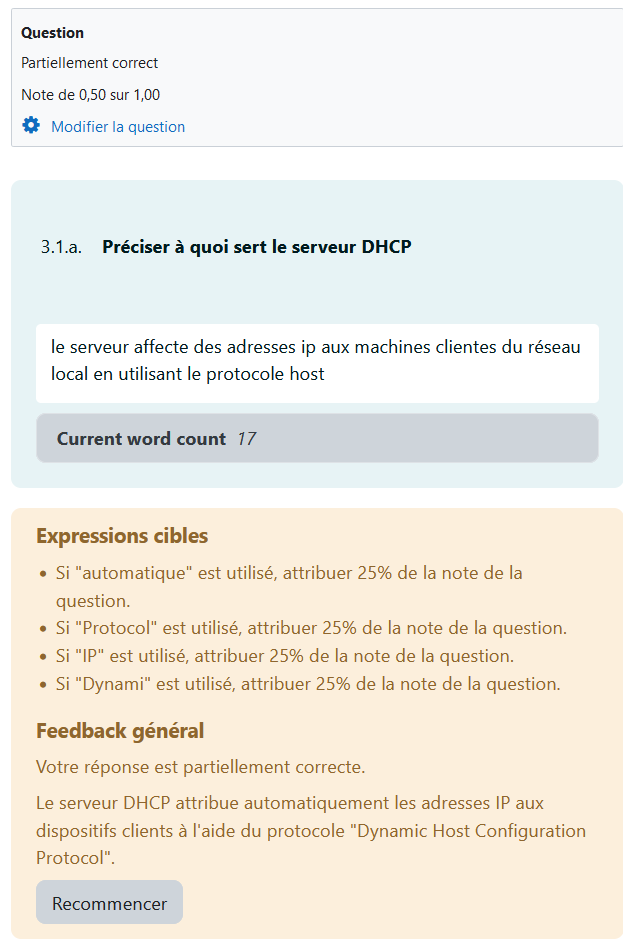 Question
Partiellement correct
Note de 0,50 sur 1,00
Modifier la question
3.1.a. Préciser à quoi sert le serveur DHCP
le serveur affecte des adresses ip aux machines clientes du réseau
local en utilisant le protocole host
Current word count 17
Expressions cibles
• Si "automatique" est utilisé, attribuer 25% de la note de la
question.
• Si "Protocol" est utilisé, attribuer 25% de la note de la question.
• Si "IP" est utilisé, attribuer 25% de la note de la question.
• Si "Dynami" est utilisé, attribuer 25% de la note de la question.
Feedback général
Votre réponse est partiellement correcte.
Le serveur DHCP attribue automatiquement les adresses IP aux
dispositifs clients à l'aide du protocole "Dynamic Host Configuration
Protocol".
Recommencer